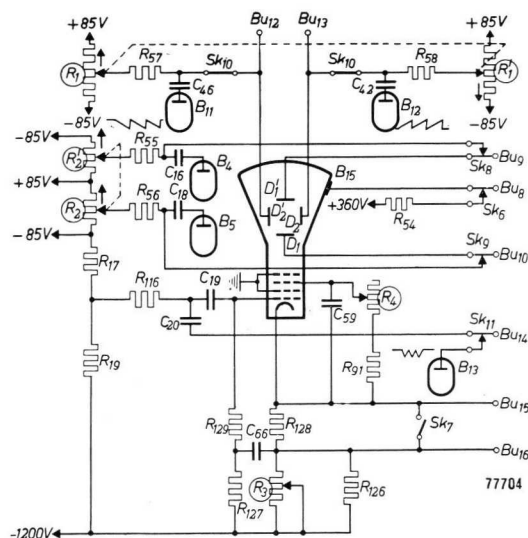 Bu12 Bu13
+85V +85V
R57 R58
Sk10 Sk10
R1 R1'
C46 C42
B11 B12
-85V -85V
-85V R55
R2' C16 B4 Sk8 Bu9
B15
+85V D1' Bu8
R56 C18 D2' D2 +360V R54 Sk6
R2 B5 D1
-85V Sk9 Bu10
R17
R116 C19 R4
C20 C59 Sk11
Bu14
R19 R91 B13
Bu15
R129 R128 Sk7
C66
Bu16
R3 77704
R127 R126
-1200V